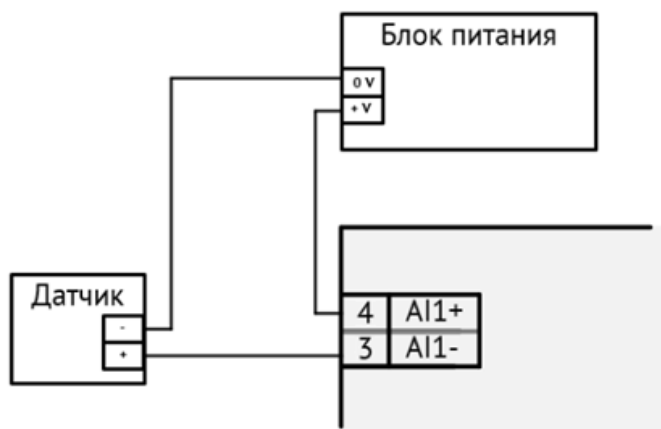 Блок питания
0 V
+ V
Датчик
-
+
4 AI1+
3 AI1-